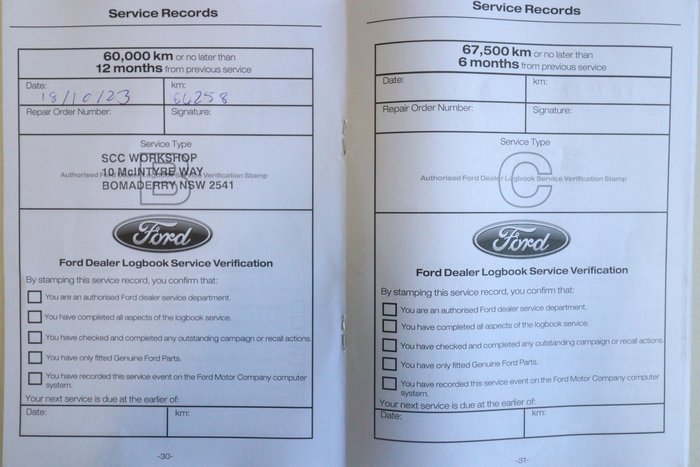 Service Records
60,000 km or no later than
12 months from previous service
Date:
18/10/23
km:
66258
Repair Order Number:
Signature:
Service Type
B
Authorised Ford Dealer Logbook Service Verification Stamp
SCC WORKSHOP
10 McINTYRE WAY
BOMADERRY NSW 2541
Ford
Ford Dealer Logbook Service Verification
By stamping this service record, you confirm that:
You are an authorised Ford dealer service department.
You have completed all aspects of the logbook service.
You have checked and completed any outstanding campaign or recall actions.
You have only fitted Genuine Ford Parts.
You have recorded this service event on the Ford Motor Company computer
system.
Your next service is due at the earlier of:
Date:
km:
-30-
Service Records
67,500 km or no later than
6 months from previous service
Date:
km:
Repair Order Number:
Signature:
Service Type
C
Authorised Ford Dealer Logbook Service Verification Stamp
Ford
Ford Dealer Logbook Service Verification
By stamping this service record, you confirm that:
You are an authorised Ford dealer service department.
You have completed all aspects of the logbook service.
You have checked and completed any outstanding campaign or recall actions.
You have only fitted Genuine Ford Parts.
You have recorded this service event on the Ford Motor Company computer
system.
Your next service is due at the earlier of:
Date:
km:
-31-